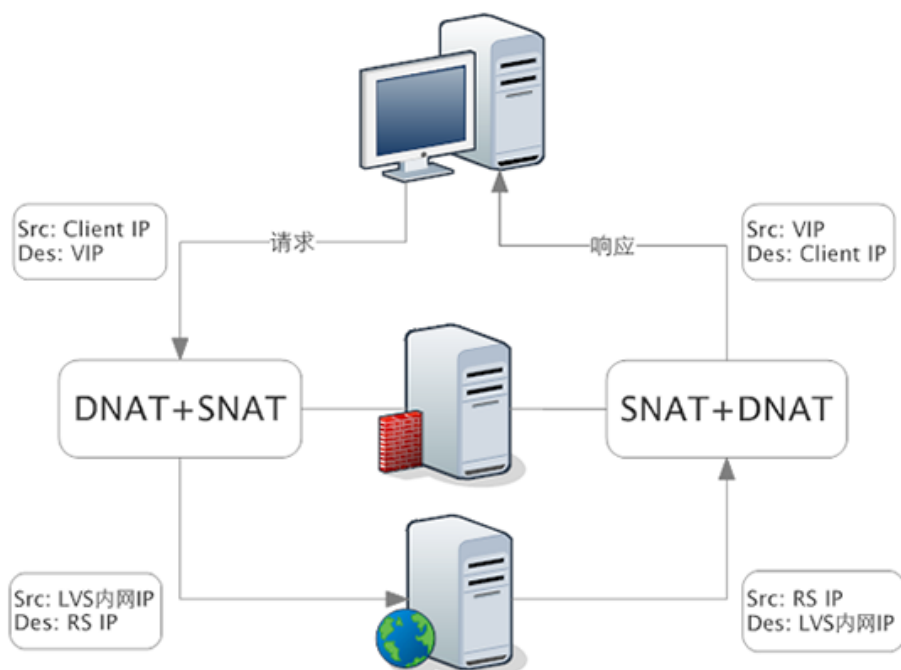 Src: Client IP
Des: VIP
请求
响应
Src: VIP
Des: Client IP
DNAT+SNAT
SNAT+DNAT
Src: LVS内网IP
Des: RS IP
Src: RS IP
Des: LVS内网IP